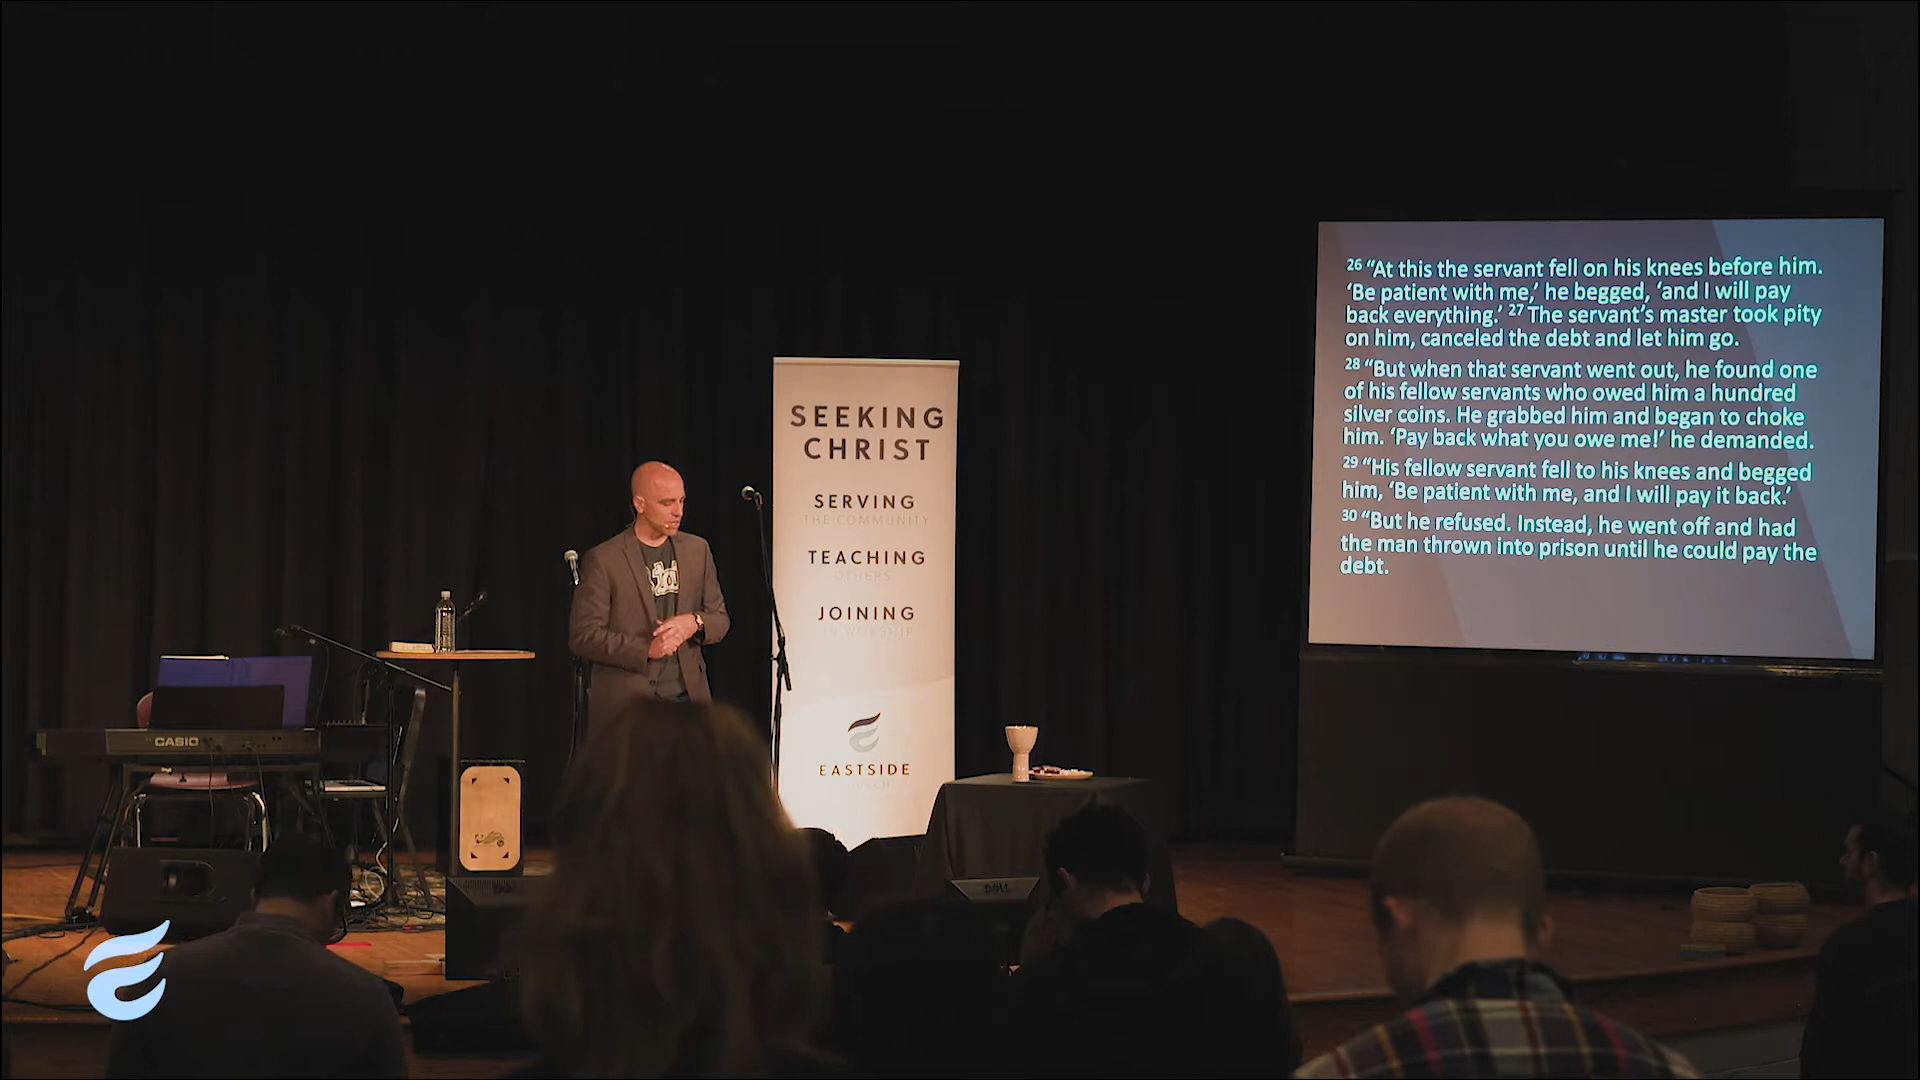 SEEKING
CHRIST
SERVING
THE COMMUNITY
TEACHING
OTHERS
JOINING
IN WORSHIP
EASTSIDE
26 “At this the servant fell on his knees before him.
‘Be patient with me,’ he begged, ‘and I will pay
back everything.’ 27 The servant’s master took pity
on him, canceled the debt and let him go.
28 “But when that servant went out, he found one
of his fellow servants who owed him a hundred
silver coins. He grabbed him and began to choke
him. ‘Pay back what you owe me!’ he demanded.
29 “His fellow servant fell to his knees and begged
him, ‘Be patient with me, and I will pay it back.’
30 “But he refused. Instead, he went off and had
the man thrown into prison until he could pay the
debt.
CASIO
DELL